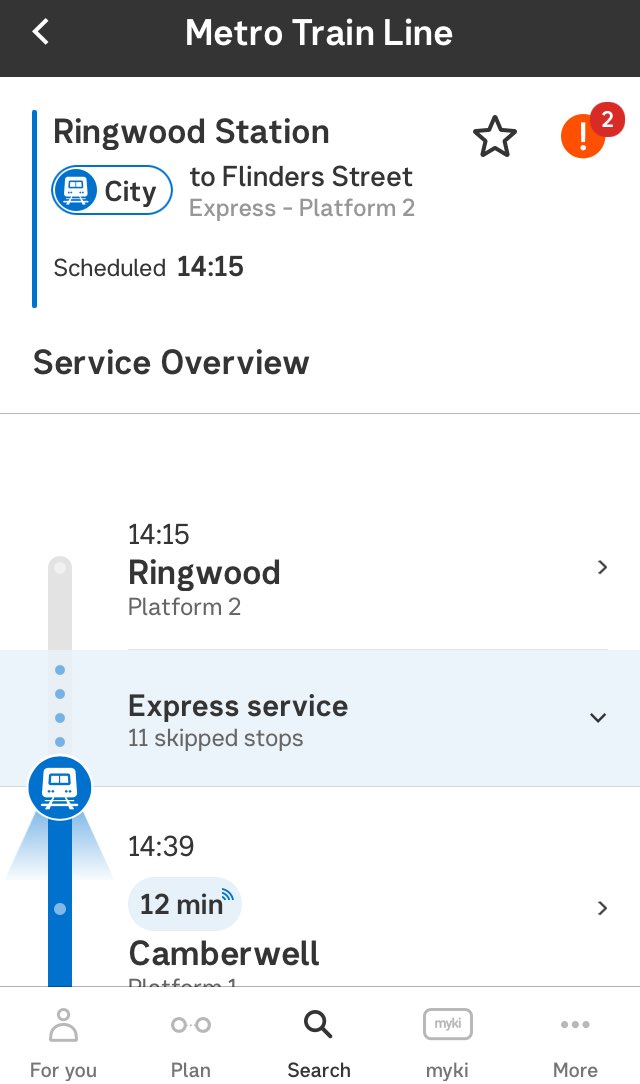 Metro Train Line
Ringwood Station
2
City
to Flinders Street
Express - Platform 2
Scheduled 14:15
Service Overview
14:15
Ringwood
Platform 2
Express service
11 skipped stops
14:39
12 min
Camberwell
Platform 1
For you
Plan
Search
myki
myki
More